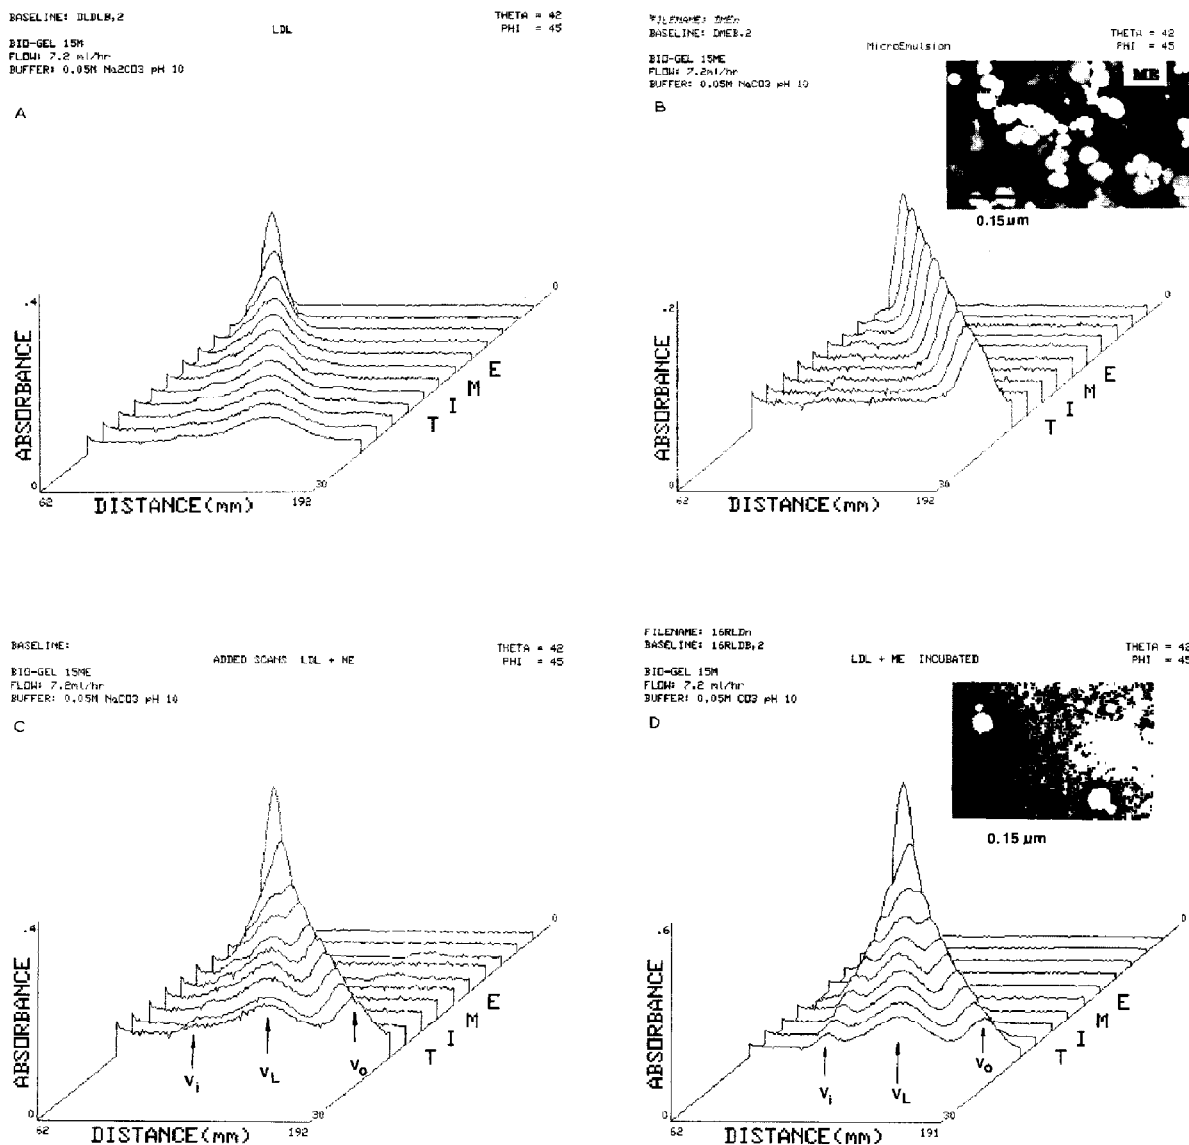 BASELINE: DLDLB,2
LDL
THETA = 42
PHI = 45
BIO-GEL 15M
FLOW: 7.2 ml/hr
BUFFER: 0.05M Na2CO3 pH 10
A
.4
ABSORBANCE
0
62
DISTANCE(mm)
192
30
TIME
0
FILENAME: DMEn
BASELINE: DMEB.2
MicroEmulsion
THETA = 42
PHI = 45
BIO-GEL 15ME
FLOW: 7.2ml/hr
BUFFER: 0.05M NaCO3 pH 10
B
ME
0.15µm
.2
ABSORBANCE
0
62
DISTANCE(mm)
192
30
TIME
0
BASELINE:
ADDED SCANS LDL + ME
THETA = 42
PHI = 45
BIO-GEL 15ME
FLOW: 7.2ml/hr
BUFFER: 0.05M NaCO3 pH 10
C
.4
ABSORBANCE
0
62
DISTANCE(mm)
192
30
TIME
0
Vi
VL
Vo
FILENAME: 16RLDn
BASELINE: 16RLDB,2
LDL + ME INCUBATED
THETA = 42
PHI = 45
BIO-GEL 15M
FLOW: 7.2 ml/hr
BUFFER: 0.05M CO3 pH 10
D
0.15 µm
.6
ABSORBANCE
0
62
DISTANCE(mm)
191
30
TIME
0
Vi
VL
Vo